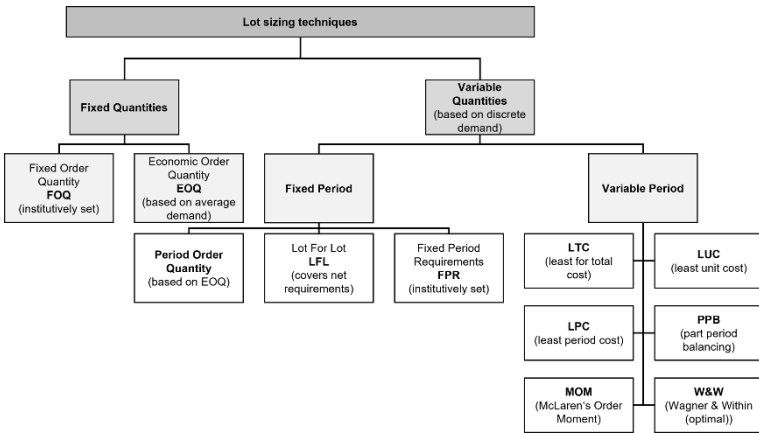 Lot sizing techniques
Fixed Quantities
Variable
Quantities
(based on discrete
demand)
Fixed Order
Quantity
FOQ
(institutively set)
Economic Order
Quantity
EOQ
(based on average
demand)
Fixed Period
Variable Period
Period Order
Quantity
(based on EOQ)
Lot For Lot
LFL
(covers net
requirements)
Fixed Period
Requirements
FPR
(institutively set)
LTC
(least for total
cost)
LUC
(least unit cost)
LPC
(least period cost)
PPB
(part period
balancing)
MOM
(McLaren's Order
Moment)
W&W
(Wagner & Within
(optimal))